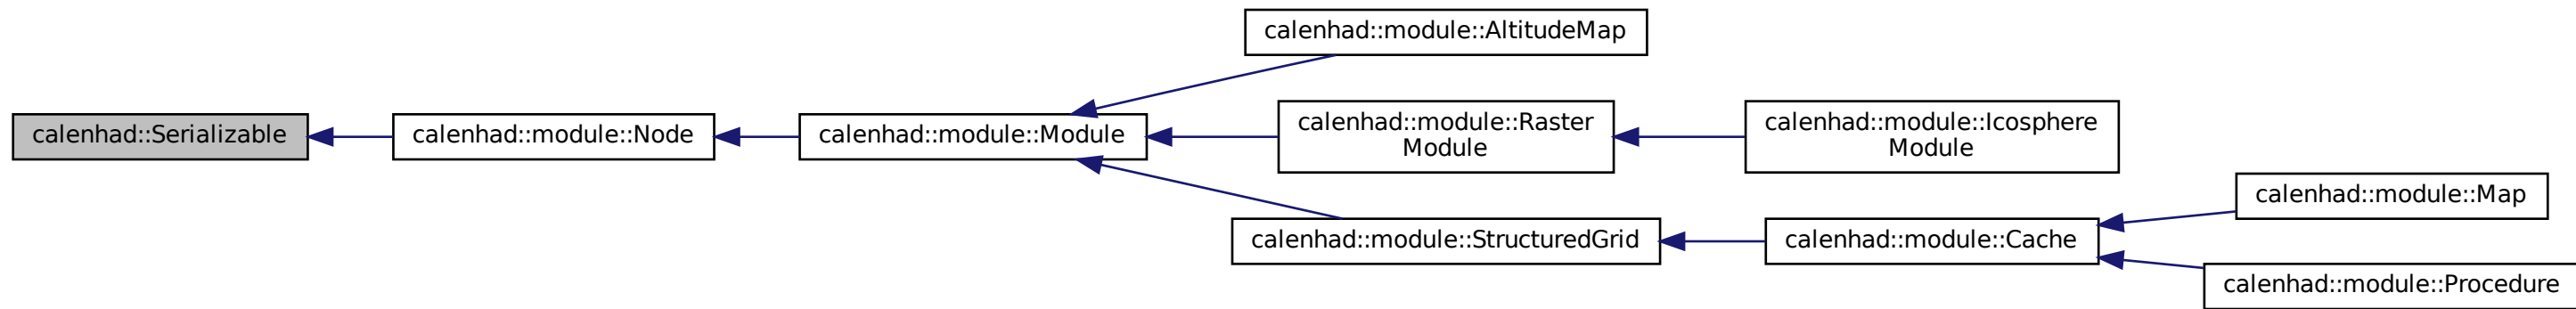 calenhad::Serializable
calenhad::module::Node
calenhad::module::Module
calenhad::module::AltitudeMap
calenhad::module::Raster
Module
calenhad::module::StructuredGrid
calenhad::module::Icosphere
Module
calenhad::module::Cache
calenhad::module::Map
calenhad::module::Procedure